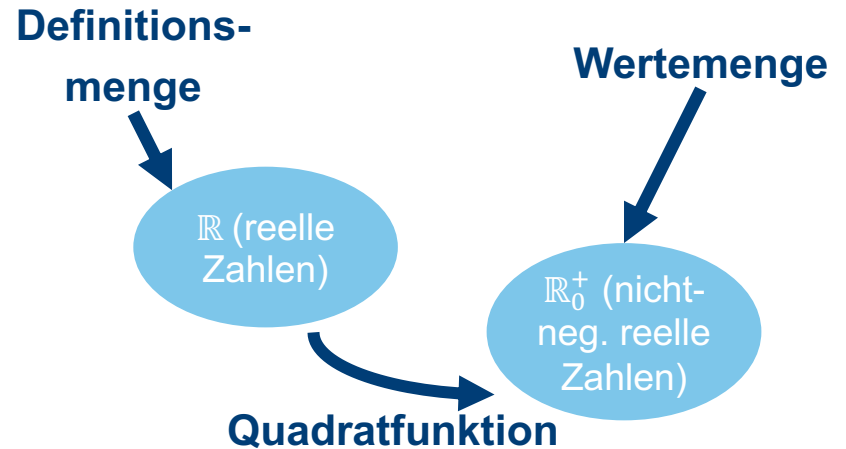 Definitions-
menge
Wertemenge
ℝ (reelle
Zahlen)
ℝ₀⁺ (nicht-
neg. reelle
Zahlen)
Quadratfunktion